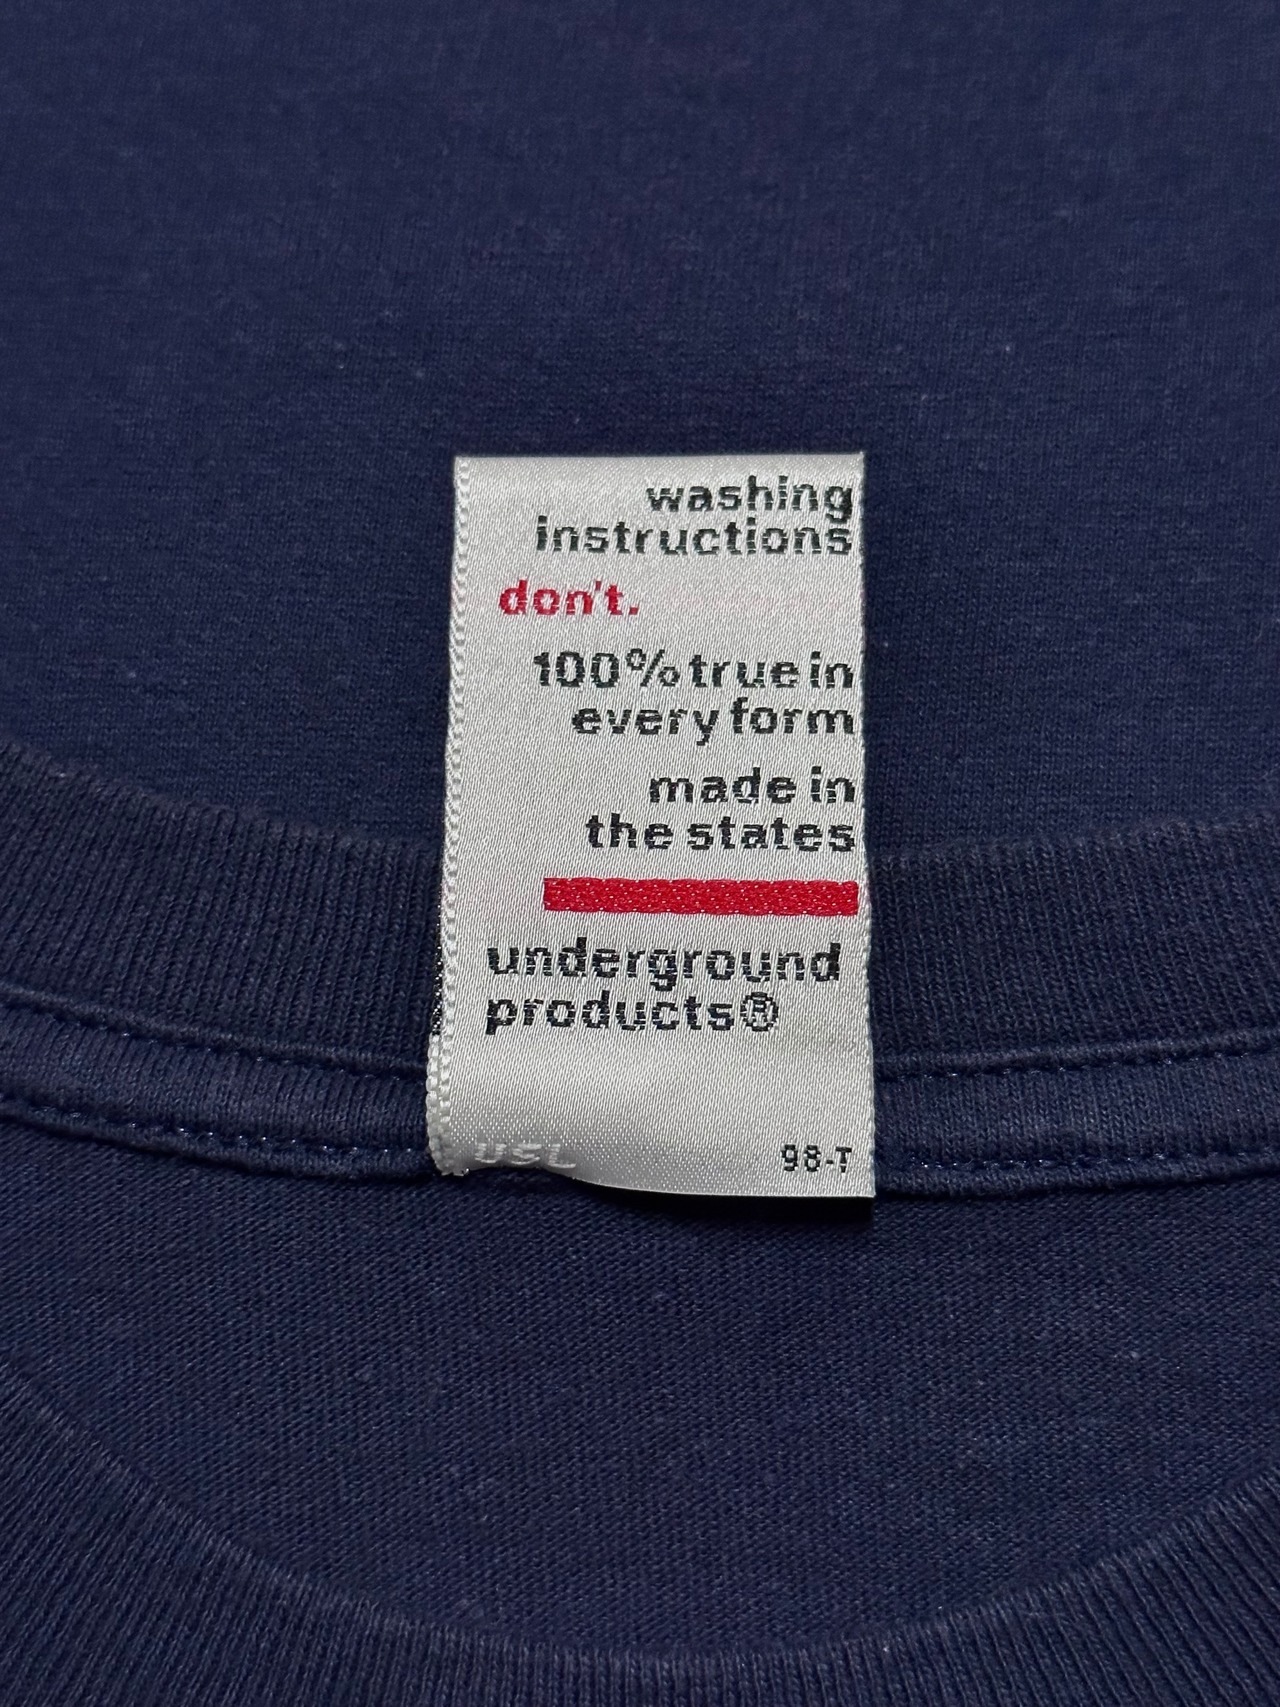 washing
instructions
don't.
100% true in
every form
made in
the states
underground
products®
USL
98-T